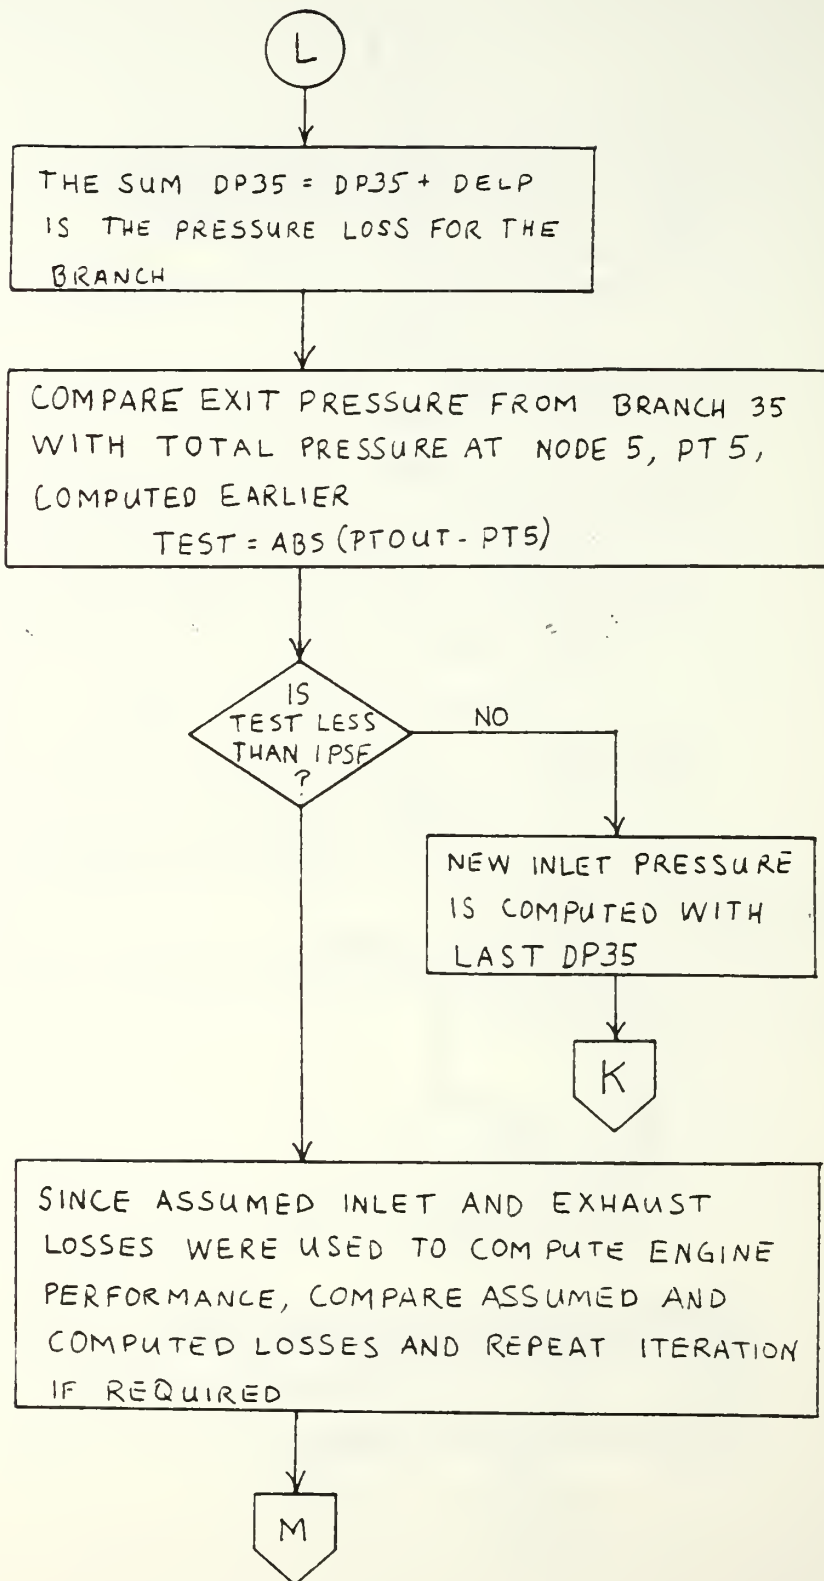 L
THE SUM DP35 = DP35 + DELP
IS THE PRESSURE LOSS FOR THE
BRANCH
COMPARE EXIT PRESSURE FROM BRANCH 35
WITH TOTAL PRESSURE AT NODE 5, PT5,
COMPUTED EARLIER
TEST = ABS (PTOUT - PT5)
IS
TEST LESS
THAN 1 PSF
?
NO
NEW INLET PRESSURE
IS COMPUTED WITH
LAST DP35
K
SINCE ASSUMED INLET AND EXHAUST
LOSSES WERE USED TO COMPUTE ENGINE
PERFORMANCE, COMPARE ASSUMED AND
COMPUTED LOSSES AND REPEAT ITERATION
IF REQUIRED
M